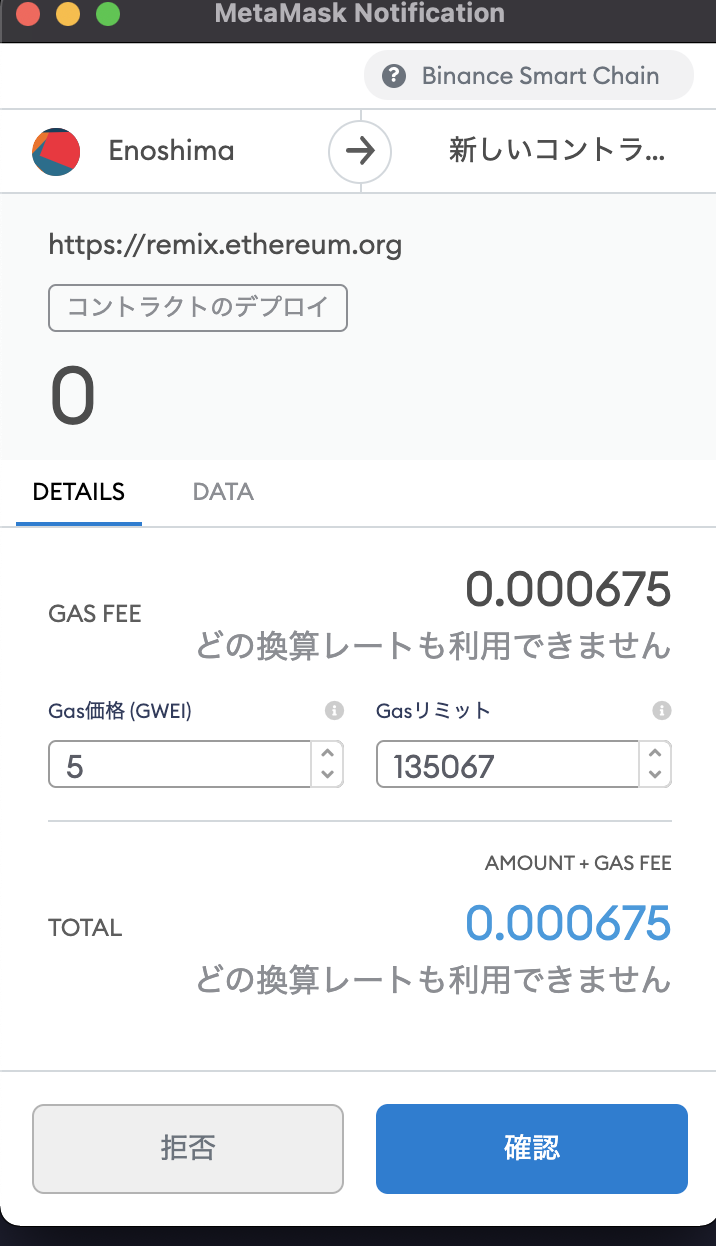 MetaMask Notification
? Binance Smart Chain
Enoshima
新しいコントラ...
https://remix.ethereum.org
コントラクトのデプロイ
0
DETAILS DATA
GAS FEE
0.000675
どの換算レートも利用できません
Gas価格 (GWEI)
Gasリミット
5
135067
AMOUNT + GAS FEE
TOTAL
0.000675
どの換算レートも利用できません
拒否
確認